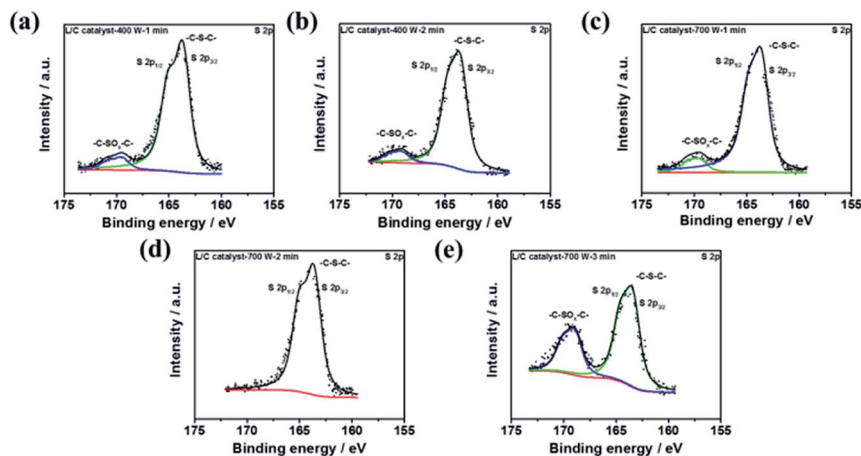 (a)
L/C catalyst-400 W-1 min
S 2p
-C-S-C-
S 2p1/2
S 2p3/2
-C-SOx-C-
Intensity / a.u.
175 170 165 160 155
Binding energy / eV
(b)
L/C catalyst-400 W-2 min
S 2p
-C-S-C-
S 2p1/2
S 2p3/2
-C-SOx-C-
Intensity / a.u.
175 170 165 160 155
Binding energy / eV
(c)
L/C catalyst-700 W-1 min
S 2p
-C-S-C-
S 2p1/2
S 2p3/2
-C-SOx-C-
Intensity / a.u.
175 170 165 160 155
Binding energy / eV
(d)
L/C catalyst-700 W-2 min
S 2p
-C-S-C-
S 2p1/2
S 2p3/2
Intensity / a.u.
175 170 165 160 155
Binding energy / eV
(e)
L/C catalyst-700 W-3 min
S 2p
-C-S-C-
S 2p1/2
S 2p3/2
-C-SOx-C-
Intensity / a.u.
175 170 165 160 155
Binding energy / eV